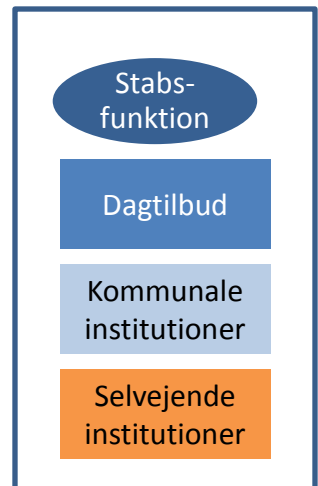 Stabs-
funktion
Dagtilbud
Kommunale
institutioner
Selvejende
institutioner